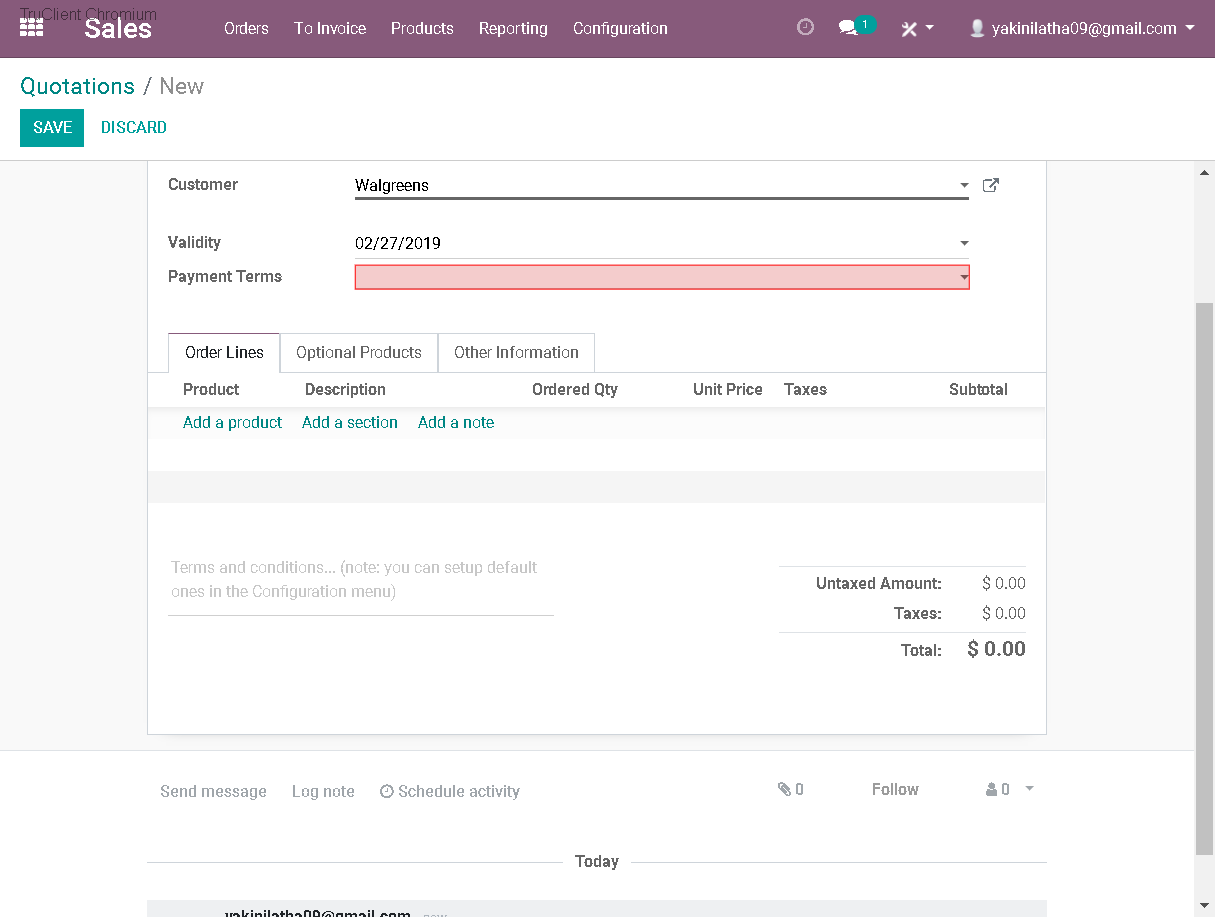 TruClient Chromium
Sales Orders To Invoice Products Reporting Configuration 1 yakinilatha09@gmail.com
Quotations / New
SAVE DISCARD
Customer Walgreens
Validity 02/27/2019
Payment Terms
Order Lines Optional Products Other Information
Product Description Ordered Qty Unit Price Taxes Subtotal
Add a product Add a section Add a note
Terms and conditions... (note: you can setup default
ones in the Configuration menu)
Untaxed Amount: $ 0.00
Taxes: $ 0.00
Total: $ 0.00
Send message Log note Schedule activity 0 Follow 0
Today
yakinilatha09@gmail.com now